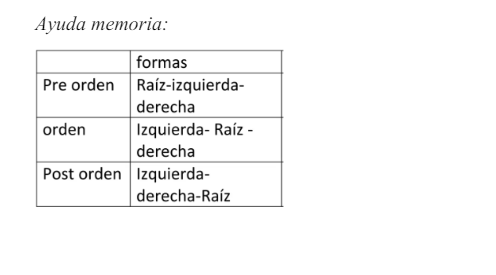 Ayuda memoria:
formas
Pre orden Raíz-izquierda-
derecha
orden Izquierda- Raíz -
derecha
Post orden Izquierda-
derecha-Raíz